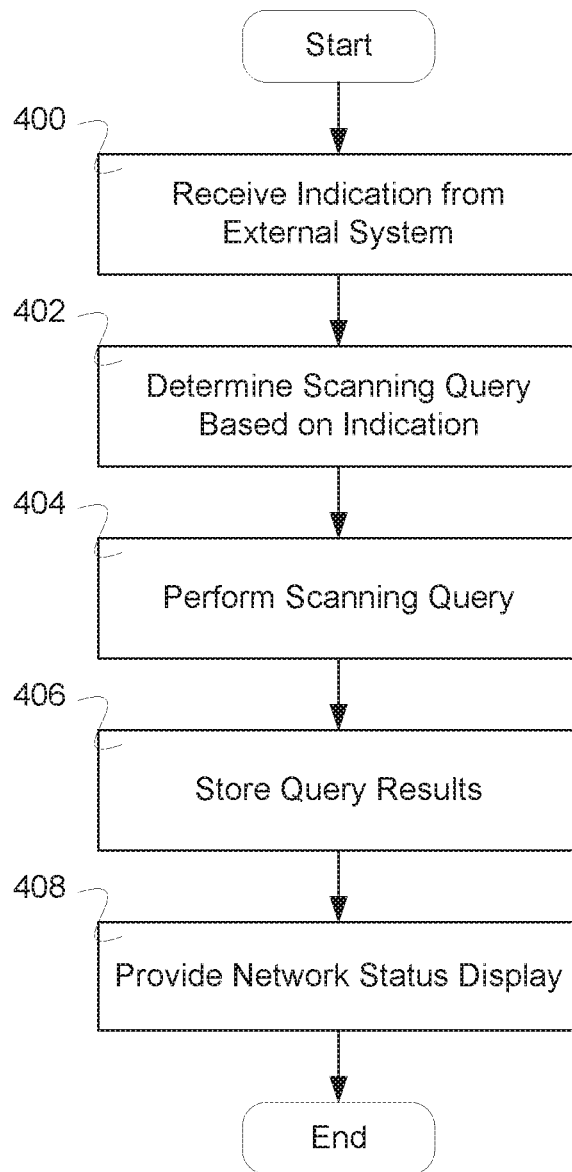 Start
400
Receive Indication from
External System
402
Determine Scanning Query
Based on Indication
404
Perform Scanning Query
406
Store Query Results
408
Provide Network Status Display
End